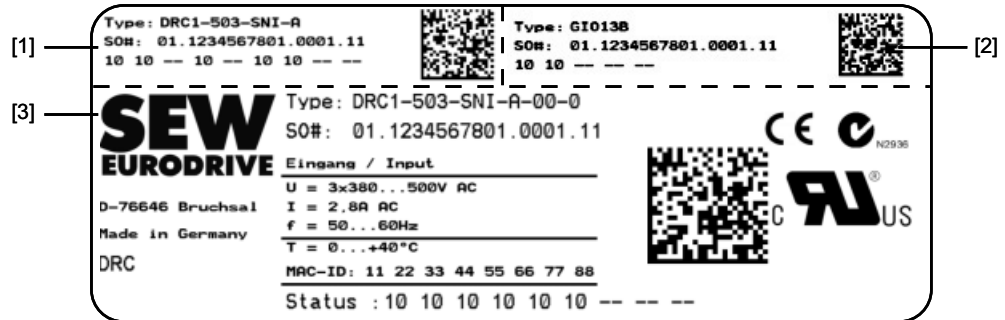 [1]
Type: DRC1-503-SNI-A
SO#: 01.1234567801.0001.11
10 10 -- 10 -- 10 10 -- --
Type: GIO13B
SO#: 01.1234567801.0001.11
10 10 -- -- --
[2]
[3]
SEW
EURODRIVE
D-76646 Bruchsal
Made in Germany
DRC
Type: DRC1-503-SNI-A-00-0
SO#: 01.1234567801.0001.11
Eingang / Input
U = 3x380...500V AC
I = 2,8A AC
f = 50...60Hz
T = 0...+40°C
MAC-ID: 11 22 33 44 55 66 77 88
Status :10 10 10 10 10 10 -- -- --
CE
N2936
C RU® US